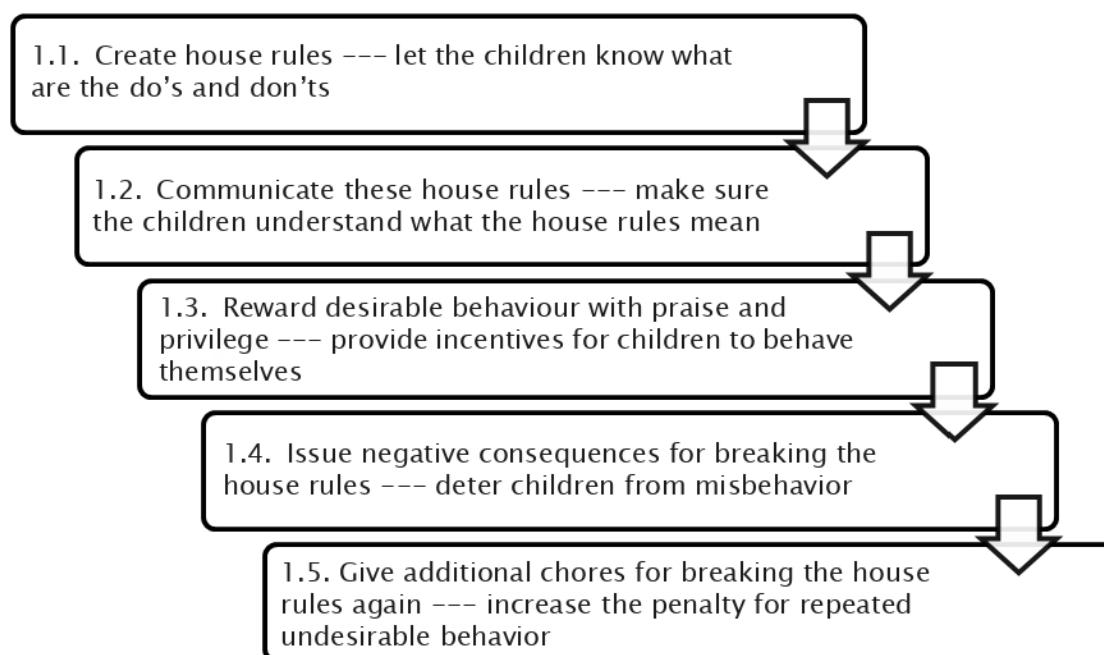 1.1. Create house rules --- let the children know what
are the do’s and don’ts
1.2. Communicate these house rules --- make sure
the children understand what the house rules mean
1.3. Reward desirable behaviour with praise and
privilege --- provide incentives for children to behave
themselves
1.4. Issue negative consequences for breaking the
house rules --- deter children from misbehavior
1.5. Give additional chores for breaking the house
rules again --- increase the penalty for repeated
undesirable behavior